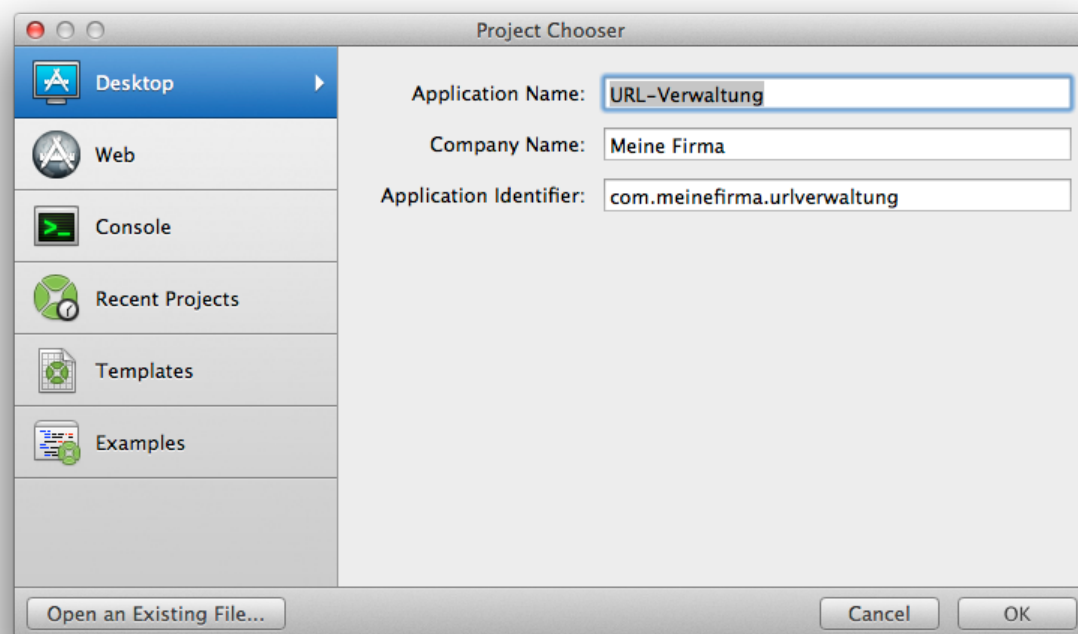 Project Chooser
Desktop
Web
Console
Recent Projects
Templates
Examples
Application Name: URL-Verwaltung
Company Name: Meine Firma
Application Identifier: com.meinefirma.urlverwaltung
Open an Existing File... Cancel OK